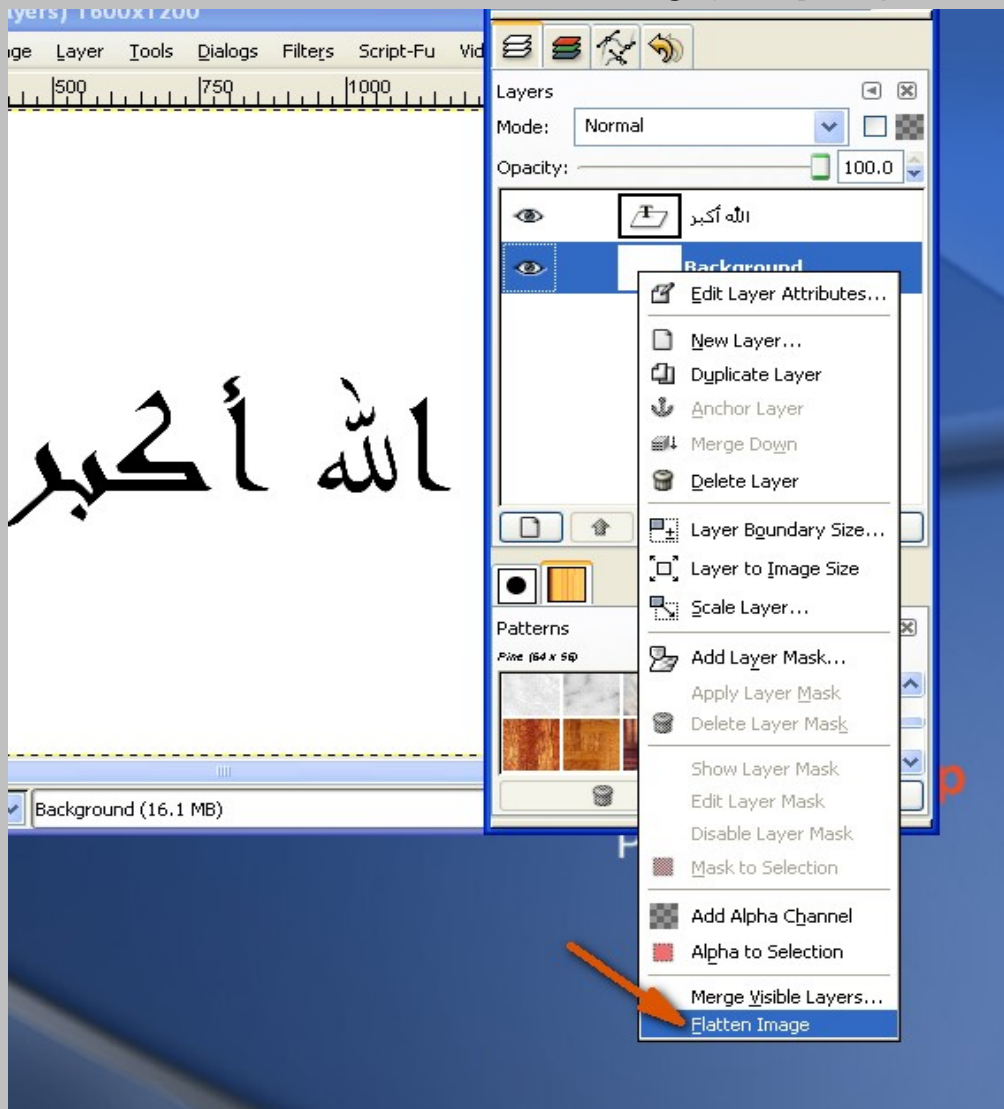 yers) 1600x1200
ge Layer Tools Dialogs Filters Script-Fu Vid
500 750 1000
Layers
Mode: Normal
Opacity: 100.0
الله أكبر
Background
الله أكبر
Edit Layer Attributes...
New Layer...
Duplicate Layer
Anchor Layer
Merge Down
Delete Layer
Layer Boundary Size...
Layer to Image Size
Scale Layer...
Patterns
Pine (64 x 56)
Add Layer Mask...
Apply Layer Mask
Delete Layer Mask
Show Layer Mask
Edit Layer Mask
Disable Layer Mask
Mask to Selection
Background (16.1 MB)
p
P
Add Alpha Channel
Alpha to Selection
Merge Visible Layers...
Flatten Image